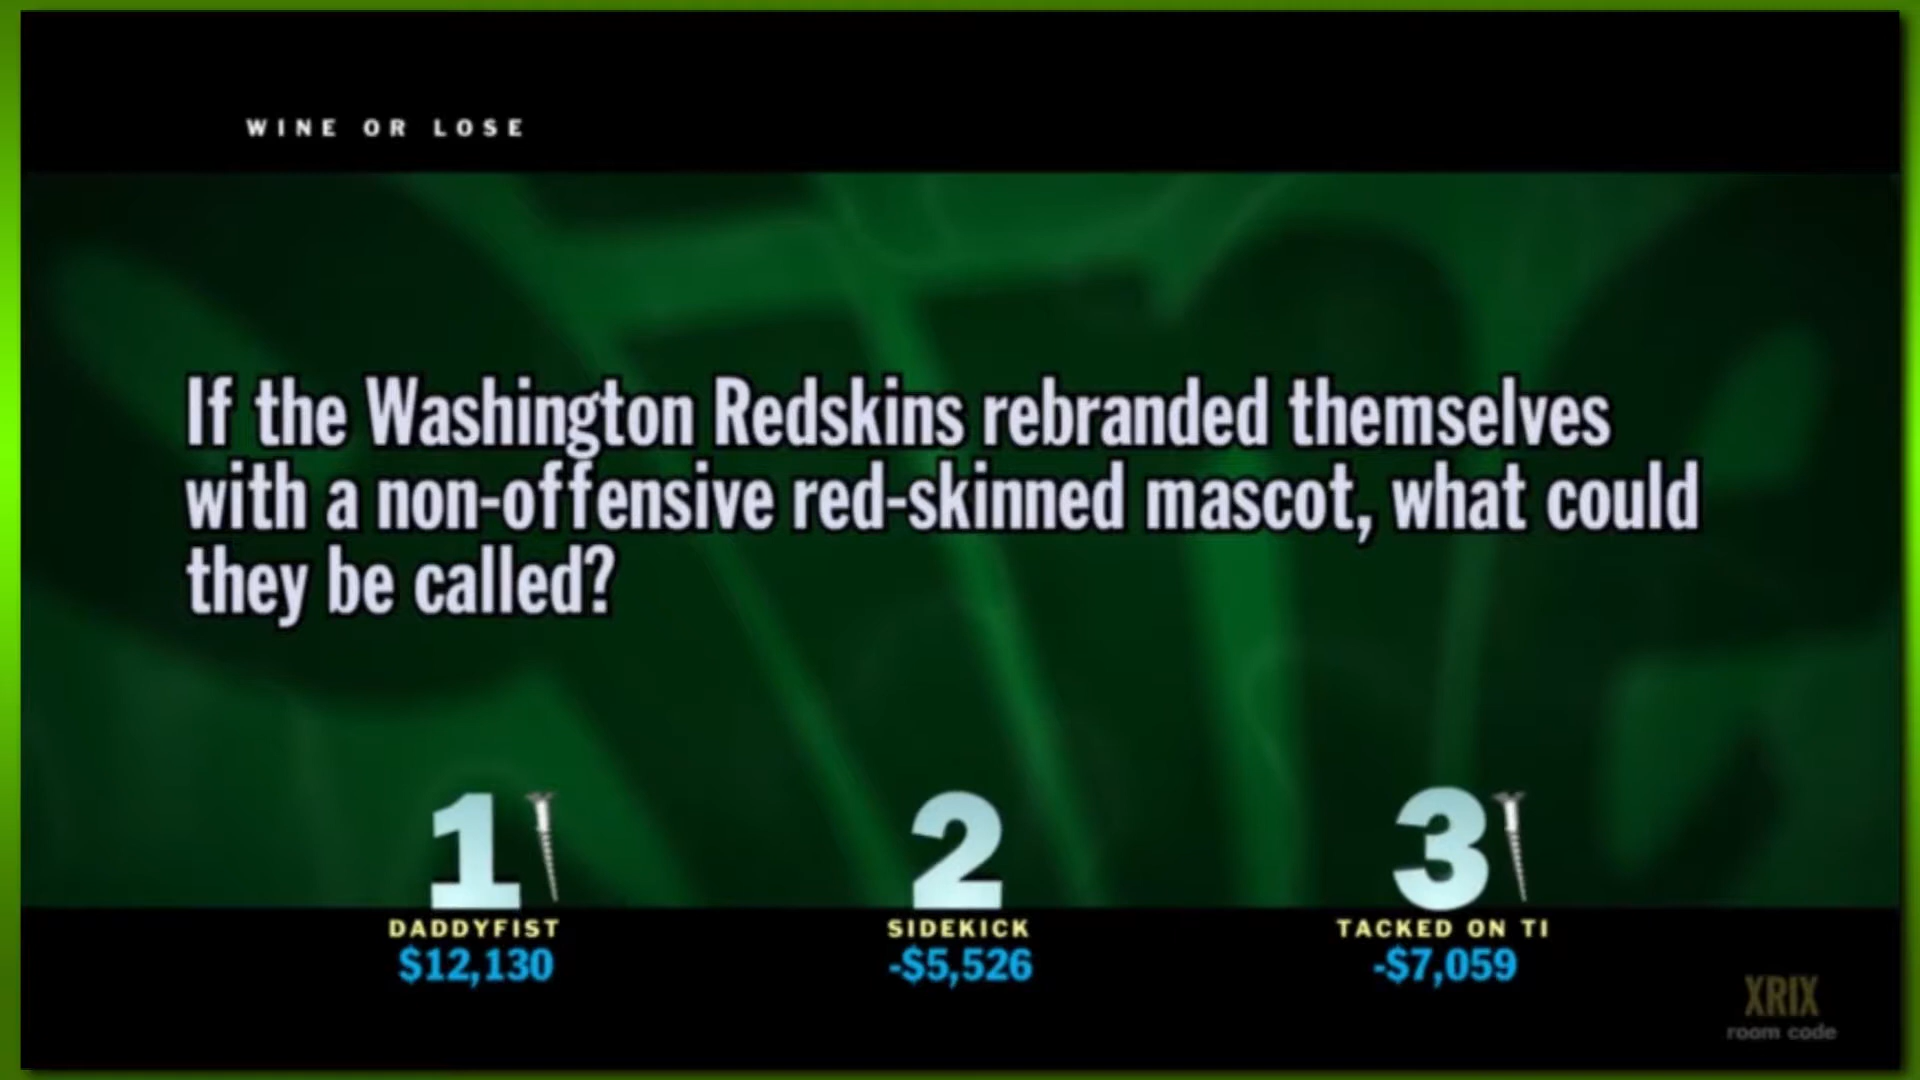 WINE OR LOSE
If the Washington Redskins rebranded themselves
with a non-offensive red-skinned mascot, what could
they be called?
1 2 3
DADDYFIST SIDEKICK TACKED ON TI
$12,130 -$5,526 -$7,059
XRIX
room code